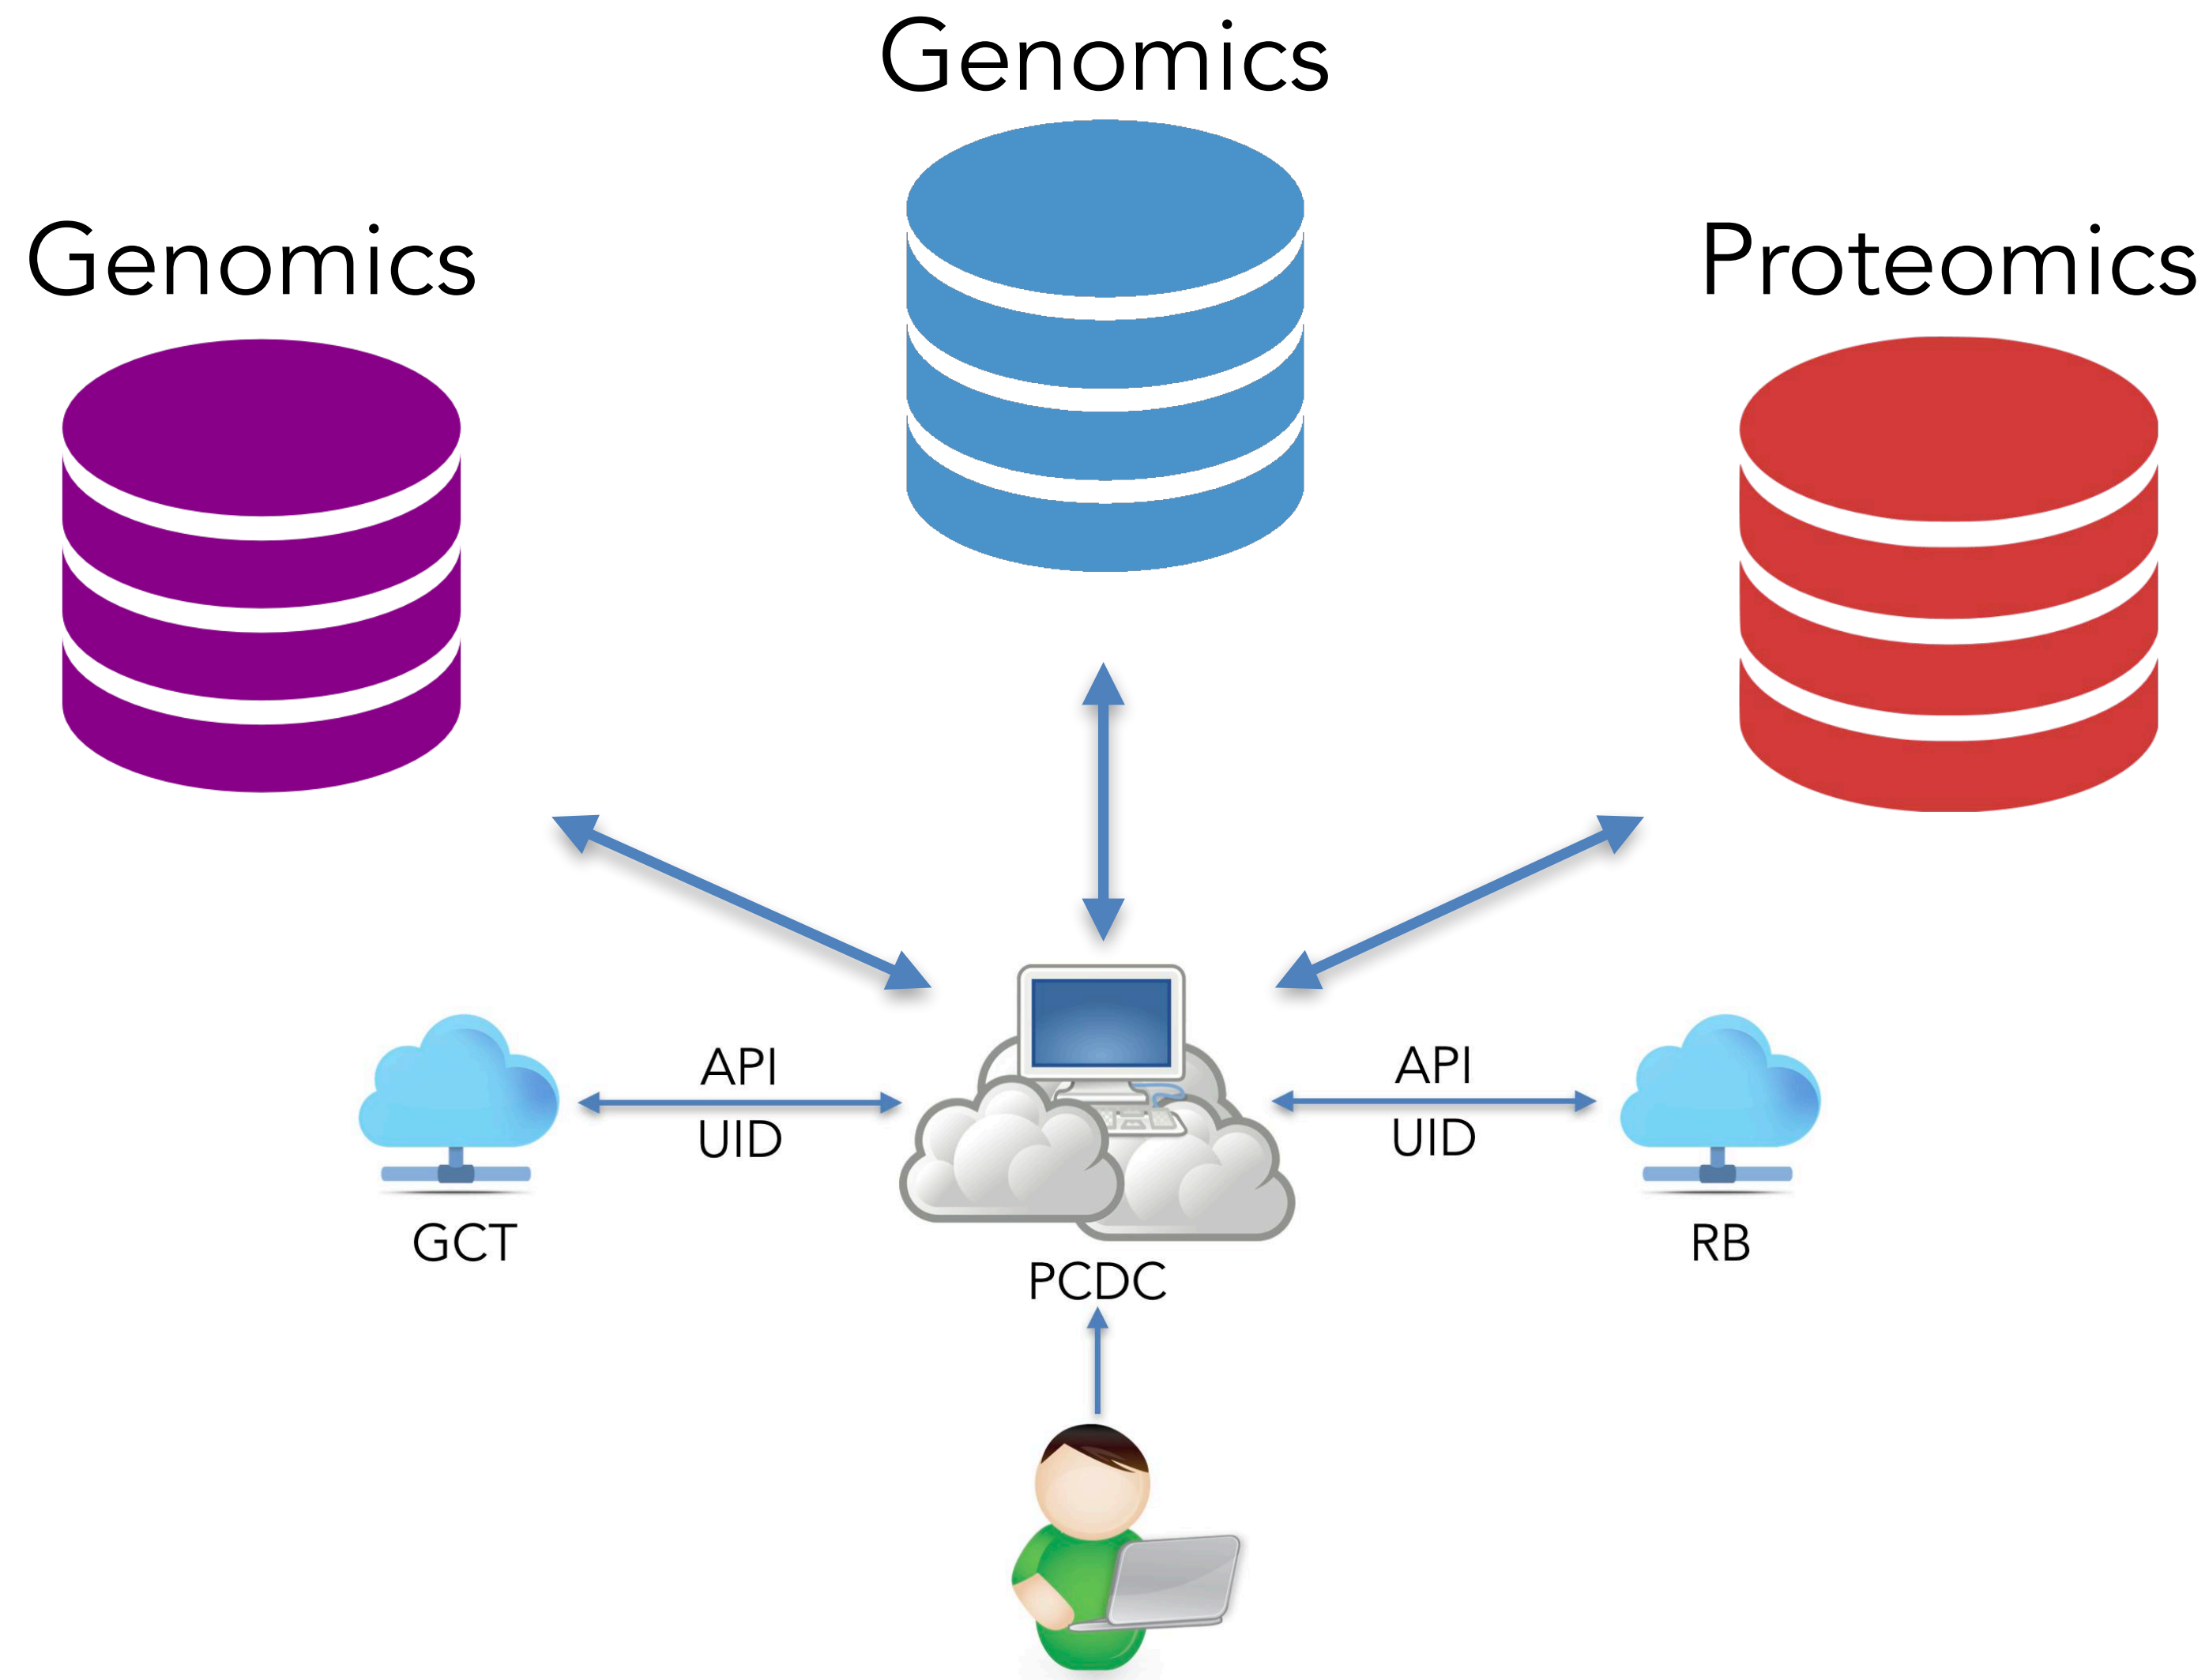 Genomics
Genomics
Proteomics
API
UID
API
UID
GCT
RB
PCDC